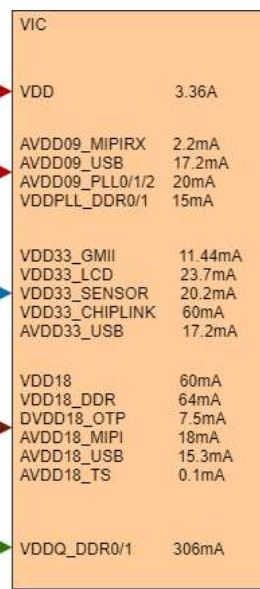 VIC
VDD 3.36A
AVDD09_MIPIRX 2.2mA
AVDD09_USB 17.2mA
AVDD09_PLL0/1/2 20mA
VDDPLL_DDR0/1 15mA
VDD33_GMII 11.44mA
VDD33_LCD 23.7mA
VDD33_SENSOR 20.2mA
VDD33_CHIPLINK 60mA
AVDD33_USB 17.2mA
VDD18 60mA
VDD18_DDR 64mA
DVDD18_OTP 7.5mA
AVDD18_MIPI 18mA
AVDD18_USB 15.3mA
AVDD18_TS 0.1mA
VDDQ_DDR0/1 306mA